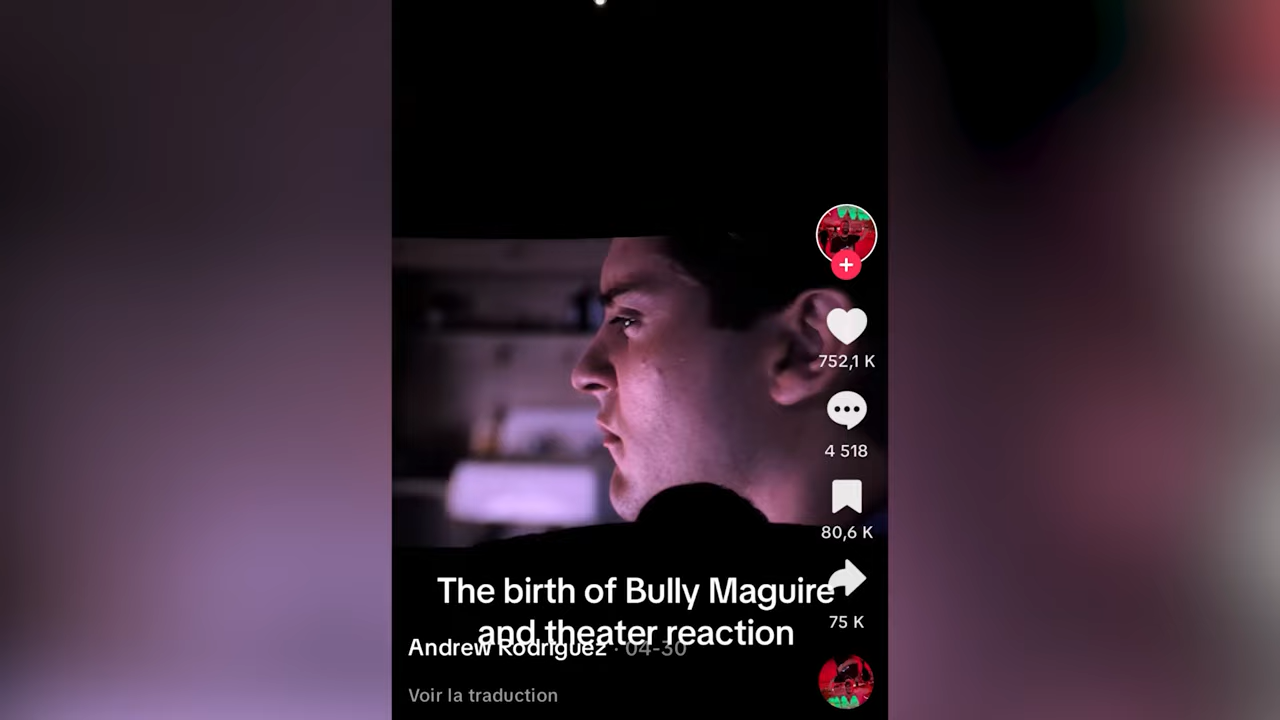 752,1 K
4 518
80,6 K
The birth of Bully Maguire
and theater reaction
75 K
Andrew Rodriguez · 04-30
Voir la traduction